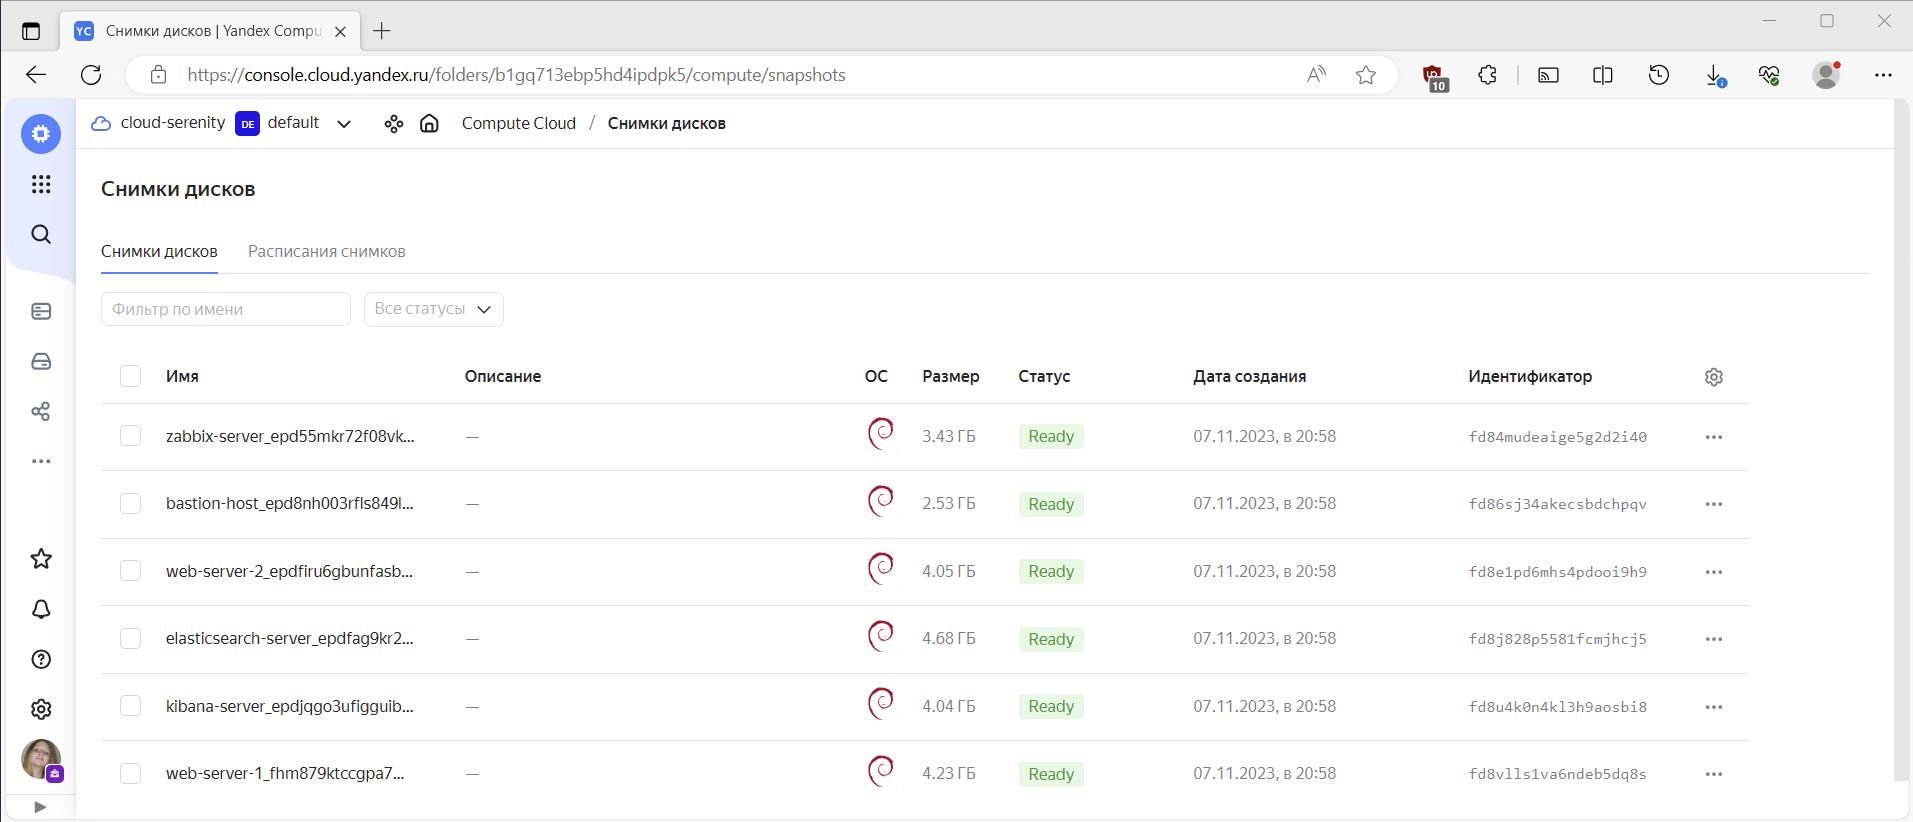 YC Снимки дисков | Yandex Compu
https://console.cloud.yandex.ru/folders/b1gq713ebp5hd4ipdpk5/compute/snapshots
10
cloud-serenity DE default Compute Cloud / Снимки дисков
Снимки дисков
Снимки дисков Расписания снимков
Фильтр по имени Все статусы
Имя Описание ОС Размер Статус Дата создания Идентификатор
zabbix-server_epd55mkr72f08vk... — 3.43 ГБ Ready 07.11.2023, в 20:58 fd84mudeaige5g2d2i40
bastion-host_epd8nh003rfls849l... — 2.53 ГБ Ready 07.11.2023, в 20:58 fd86sj34akecsbdchpqv
web-server-2_epdfiru6gbunfasb... — 4.05 ГБ Ready 07.11.2023, в 20:58 fd8e1pd6mhs4pdooi9h9
elasticsearch-server_epdfag9kr2... — 4.68 ГБ Ready 07.11.2023, в 20:58 fd8j828p5581fcmjhcj5
kibana-server_epdjqgo3ufigguib... — 4.04 ГБ Ready 07.11.2023, в 20:58 fd8u4k0n4kl3h9aosbi8
web-server-1_fhm879ktccgpa7... — 4.23 ГБ Ready 07.11.2023, в 20:58 fd8vlls1va6ndeb5dq8s